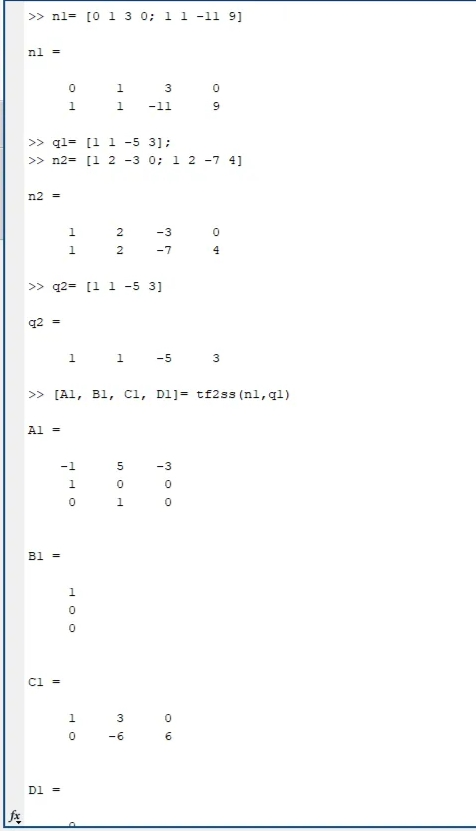 >> n1= [0 1 3 0; 1 1 -11 9]
n1 =
0 1 3 0
1 1 -11 9
>> q1= [1 1 -5 3];
>> n2= [1 2 -3 0; 1 2 -7 4]
n2 =
1 2 -3 0
1 2 -7 4
>> q2= [1 1 -5 3]
q2 =
1 1 -5 3
>> [A1, B1, C1, D1]= tf2ss(n1,q1)
A1 =
-1 5 -3
1 0 0
0 1 0
B1 =
1
0
0
C1 =
1 3 0
0 -6 6
D1 =
fx